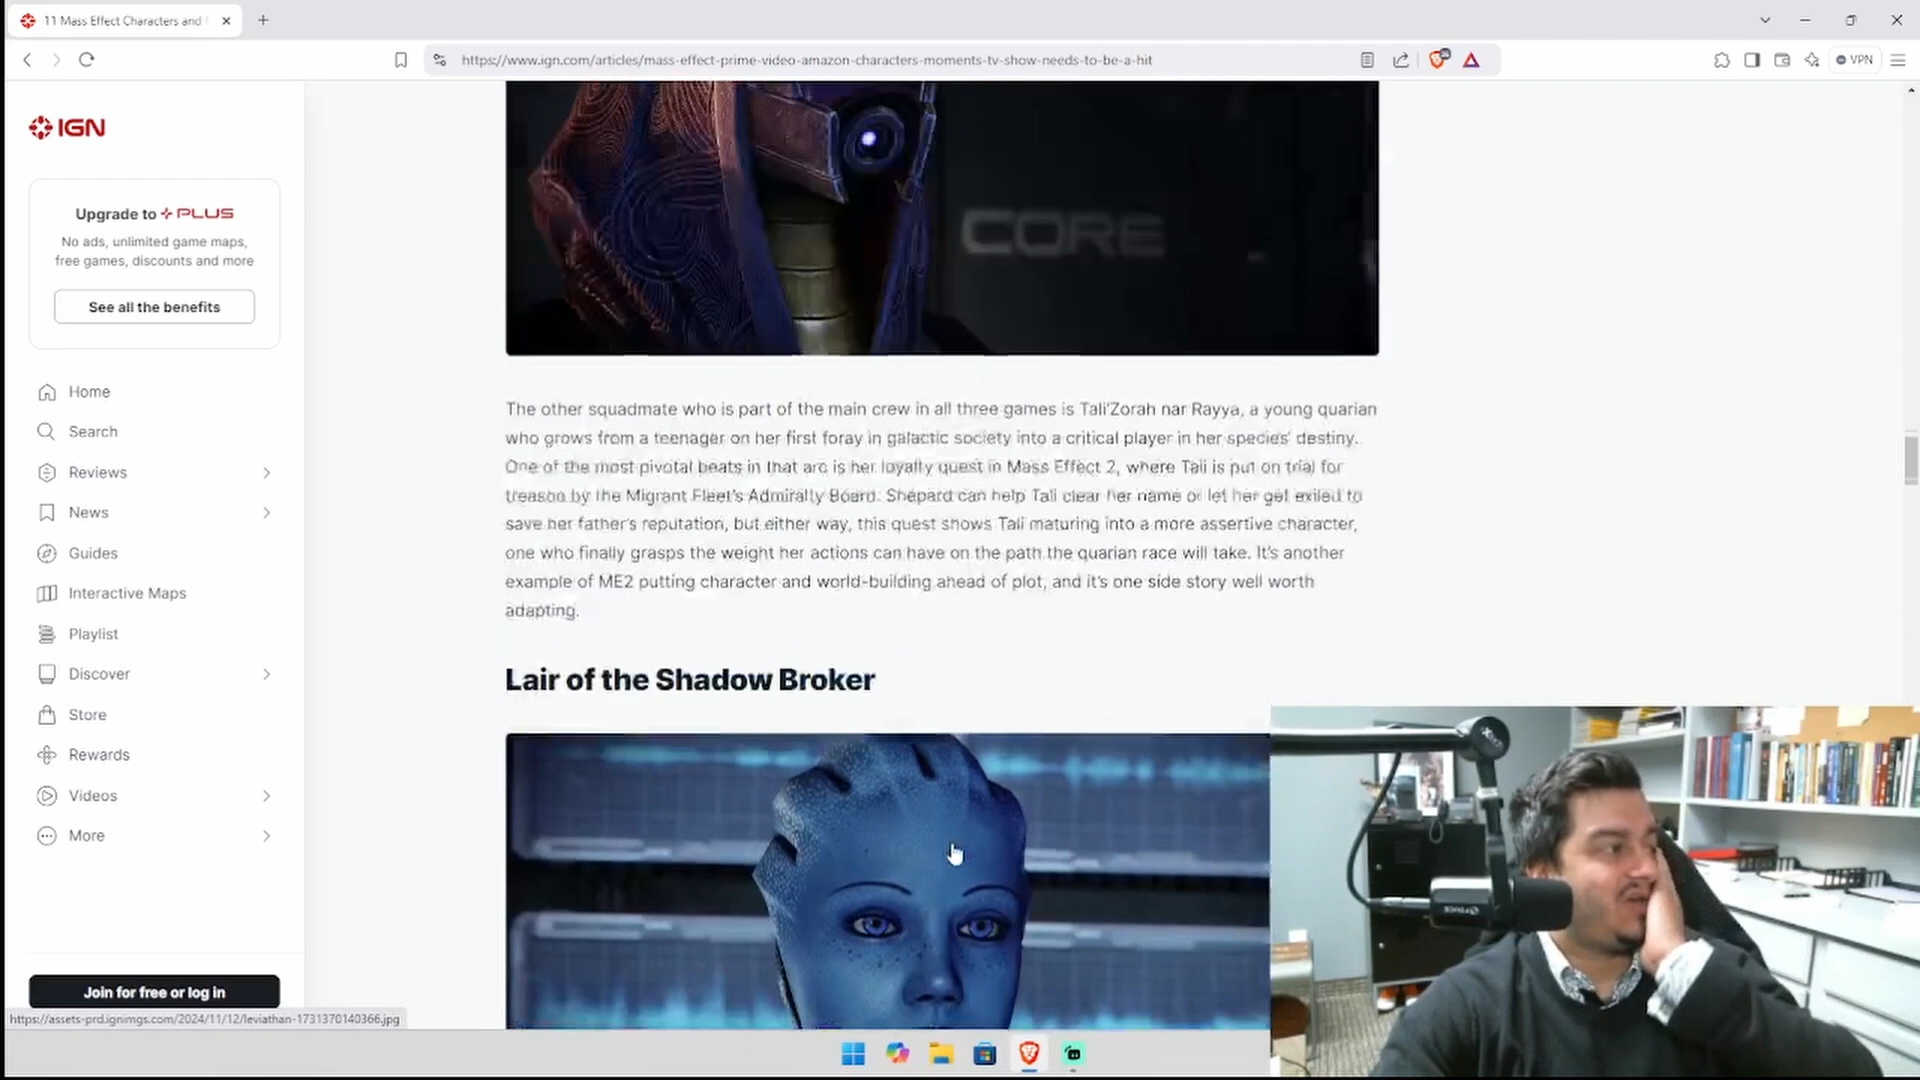 11 Mass Effect Characters and
https://www.ign.com/articles/mass-effect-prime-video-amazon-characters-moments-tv-show-needs-to-be-a-hit
VPN
IGN
Upgrade to + PLUS
No ads, unlimited game maps,
free games, discounts and more
See all the benefits
Home
Search
Reviews
News
Guides
Interactive Maps
Playlist
Discover
Store
Rewards
Videos
More
Join for free or log in
https://assets-prd.ignimgs.com/2024/11/12/leviathan-1731370140366.jpg
CORE
The other squadmate who is part of the main crew in all three games is Tali'Zorah nar Rayya, a young quarian
who grows from a teenager on her first foray in galactic society into a critical player in her species' destiny.
One of the most pivotal beats in that arc is her loyalty quest in Mass Effect 2, where Tali is put on trial for
treason by the Migrant Fleet's Admiralty Board. Shepard can help Tali clear her name or let her get exiled to
save her father's reputation, but either way, this quest shows Tali maturing into a more assertive character,
one who finally grasps the weight her actions can have on the path the quarian race will take. It's another
example of ME2 putting character and world-building ahead of plot, and it's one side story well worth
adapting.
Lair of the Shadow Broker